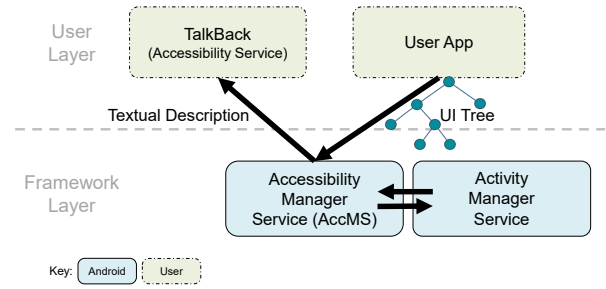 User
Layer
TalkBack
(Accessibility Service)
User App
Textual Description
UI Tree
Framework
Layer
Accessibility
Manager
Service (AccMS)
Activity
Manager
Service
Key:
Android
User